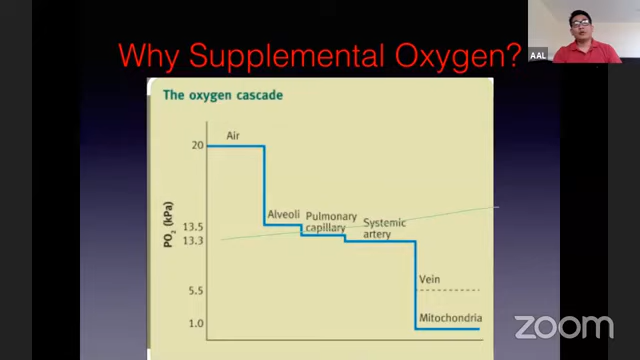 AAL
Why Supplemental Oxygen?
The oxygen cascade
Air
20
Alveoli
Pulmonary
capillary
Systemic
artery
13.5
13.3
PO2 (kPa)
Vein
5.5
Mitochondria
1.0
zoom